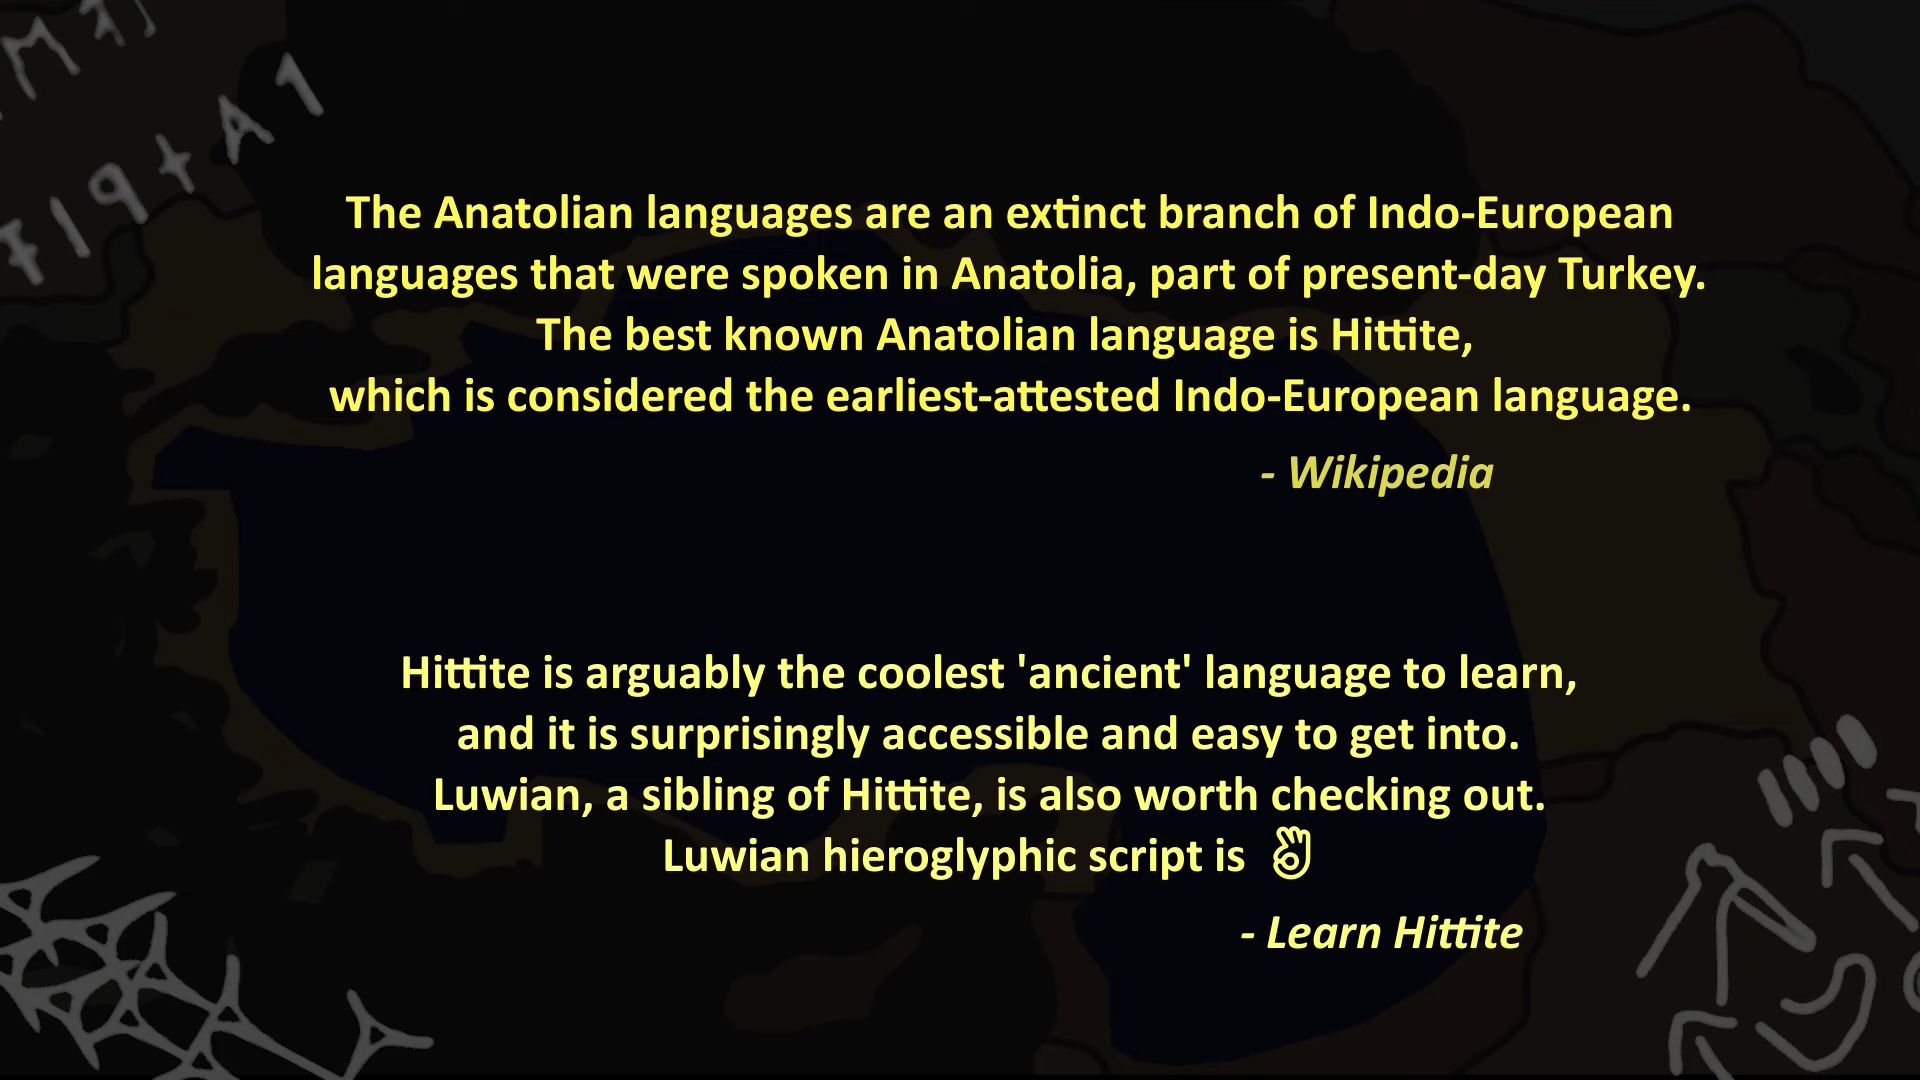 The Anatolian languages are an extinct branch of Indo-European
languages that were spoken in Anatolia, part of present-day Turkey.
The best known Anatolian language is Hittite,
which is considered the earliest-attested Indo-European language.
- Wikipedia
Hittite is arguably the coolest 'ancient' language to learn,
and it is surprisingly accessible and easy to get into.
Luwian, a sibling of Hittite, is also worth checking out.
Luwian hieroglyphic script is 👌
- Learn Hittite